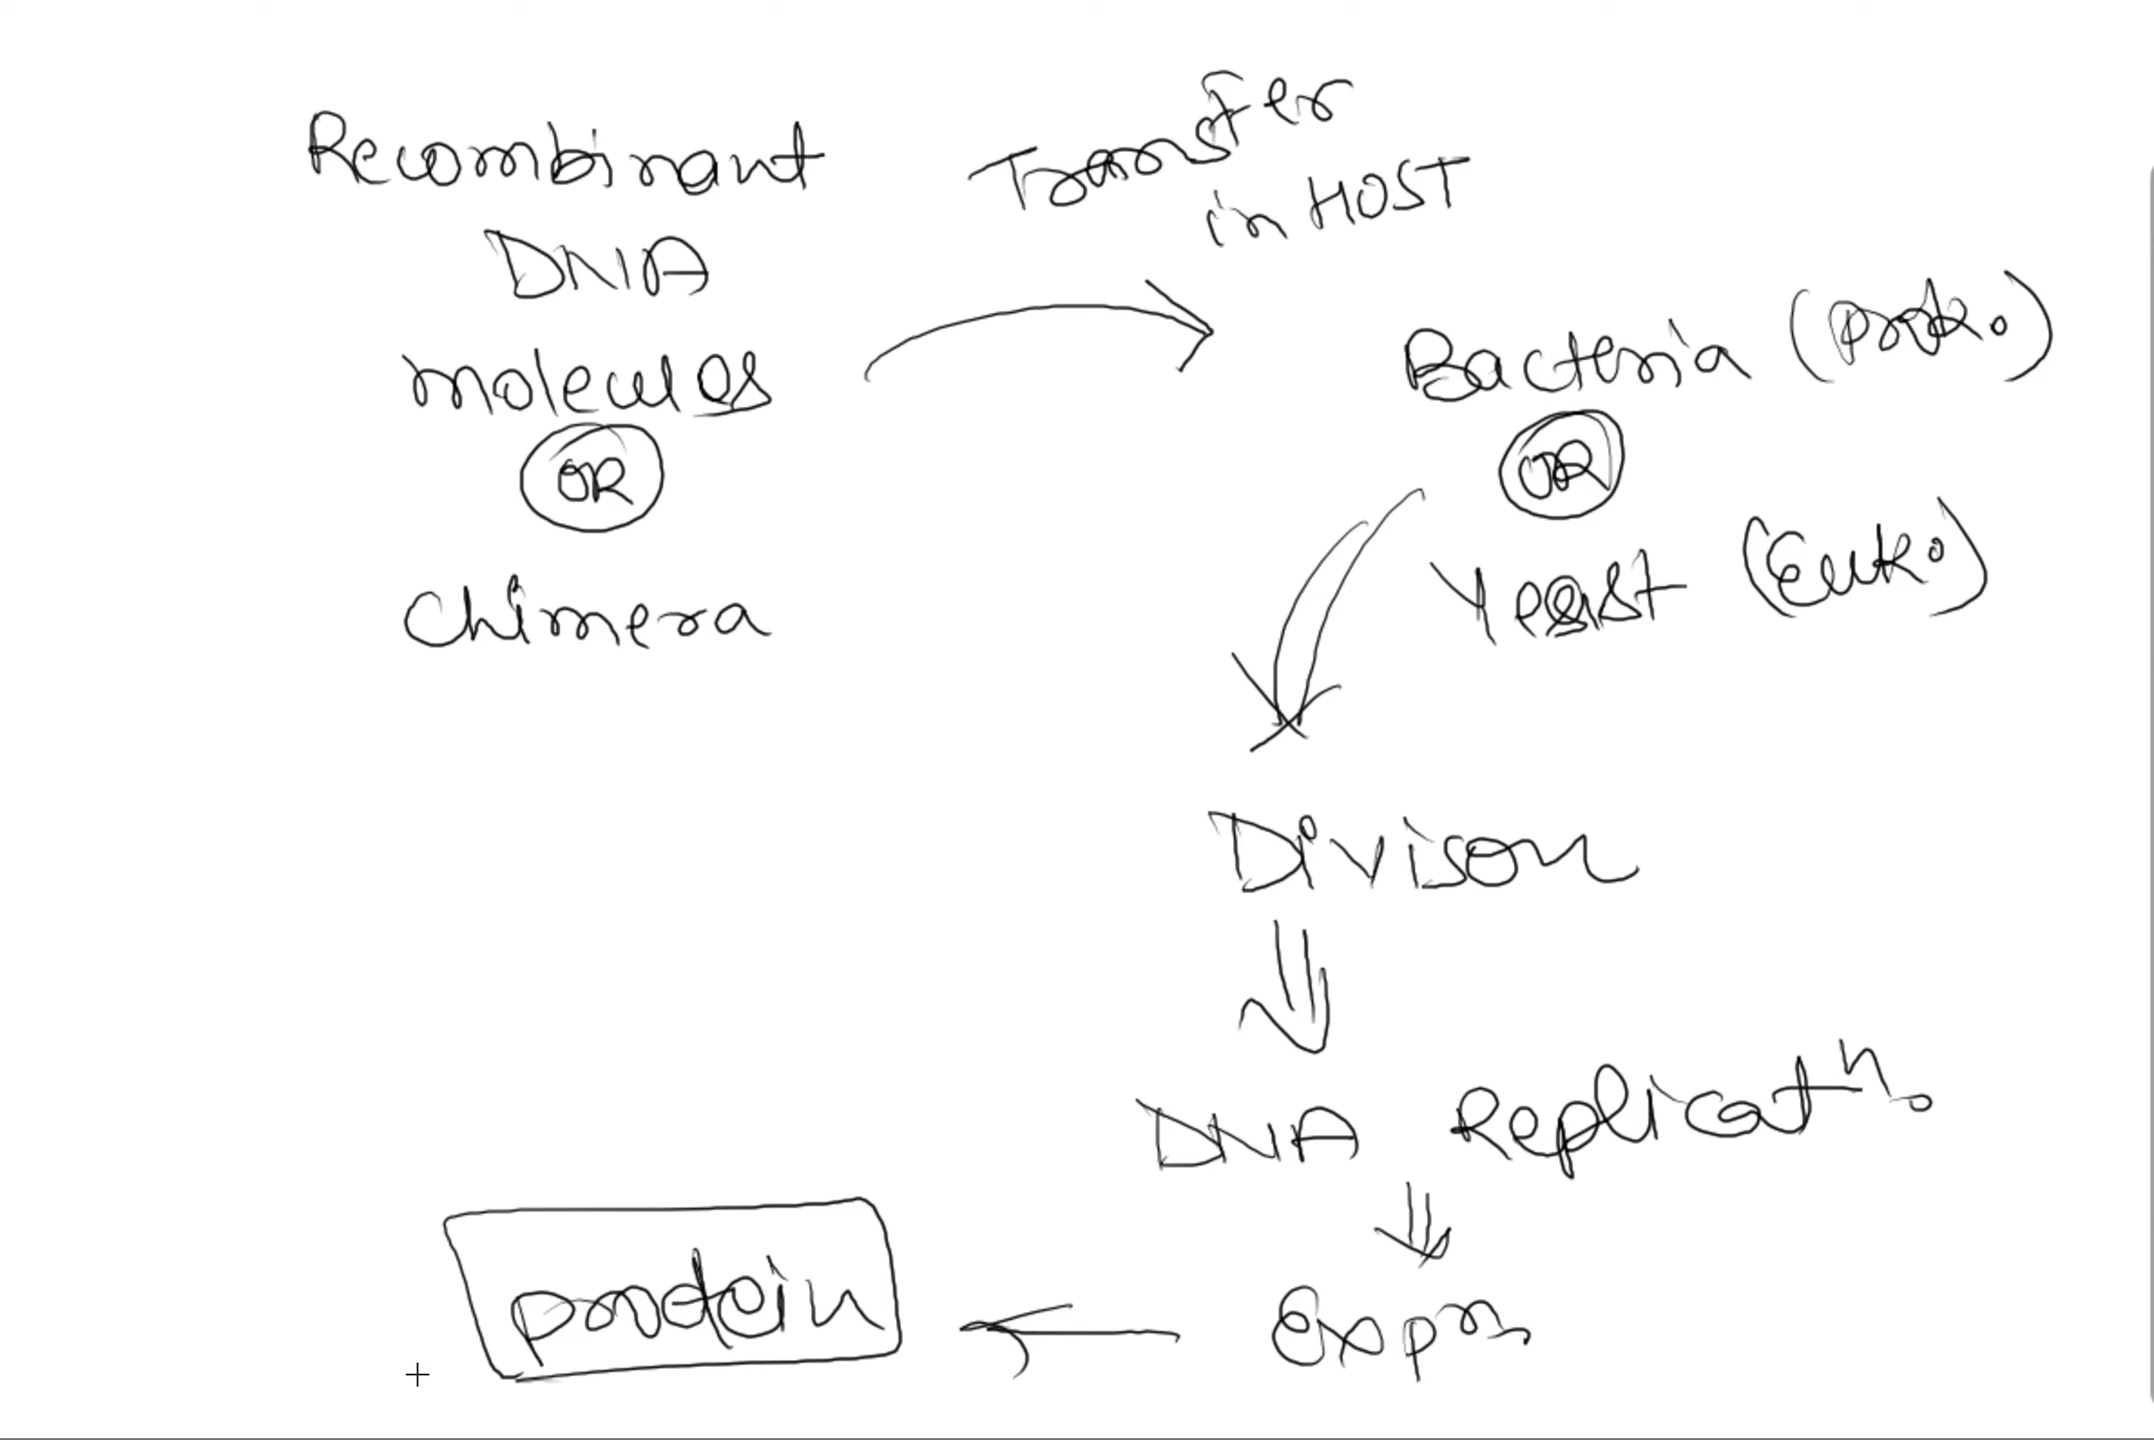 Recombinant
DNA
molecules
OR
Chimera
Transfer
in HOST
Bacteria (Prok.)
OR
Yeast (Euk.)
Divison
DNA Replicatn.
Expn
protein